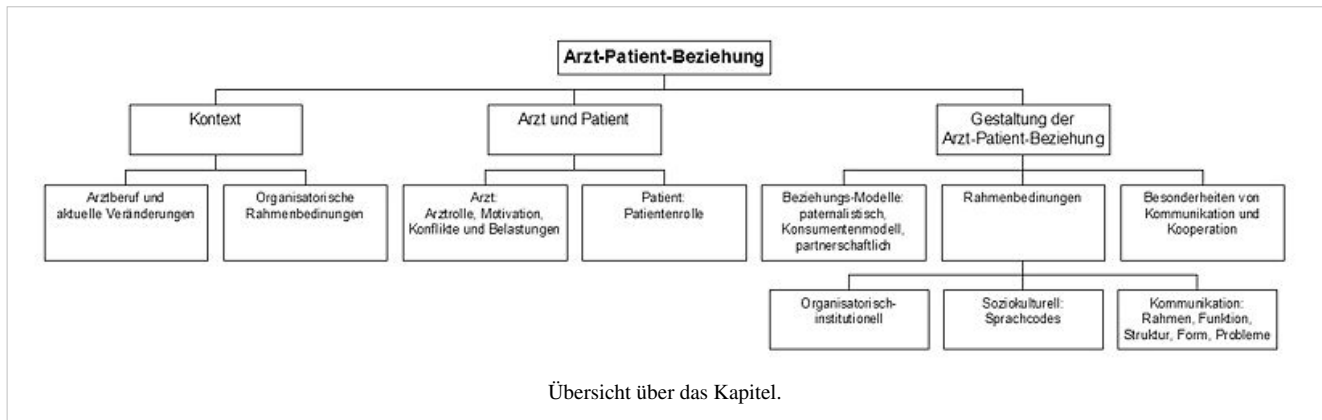 Arzt-Patient-Beziehung
Kontext
Arzt und Patient
Gestaltung der
Arzt-Patient-Beziehung
Arztberuf und
aktuelle Veränderungen
Organisatorische
Rahmenbedinungen
Arzt:
Arztrolle, Motivation,
Konflikte und Belastungen
Patient:
Patientenrolle
Beziehungs-Modelle:
paternalistisch,
Konsumentenmodell,
partnerschaftlich
Rahmenbedinungen
Besonderheiten von
Kommunikation und
Kooperation
Organisatorisch-
institutionell
Soziokulturell:
Sprachcodes
Kommunikation:
Rahmen, Funktion,
Struktur, Form, Probleme
Übersicht über das Kapitel.